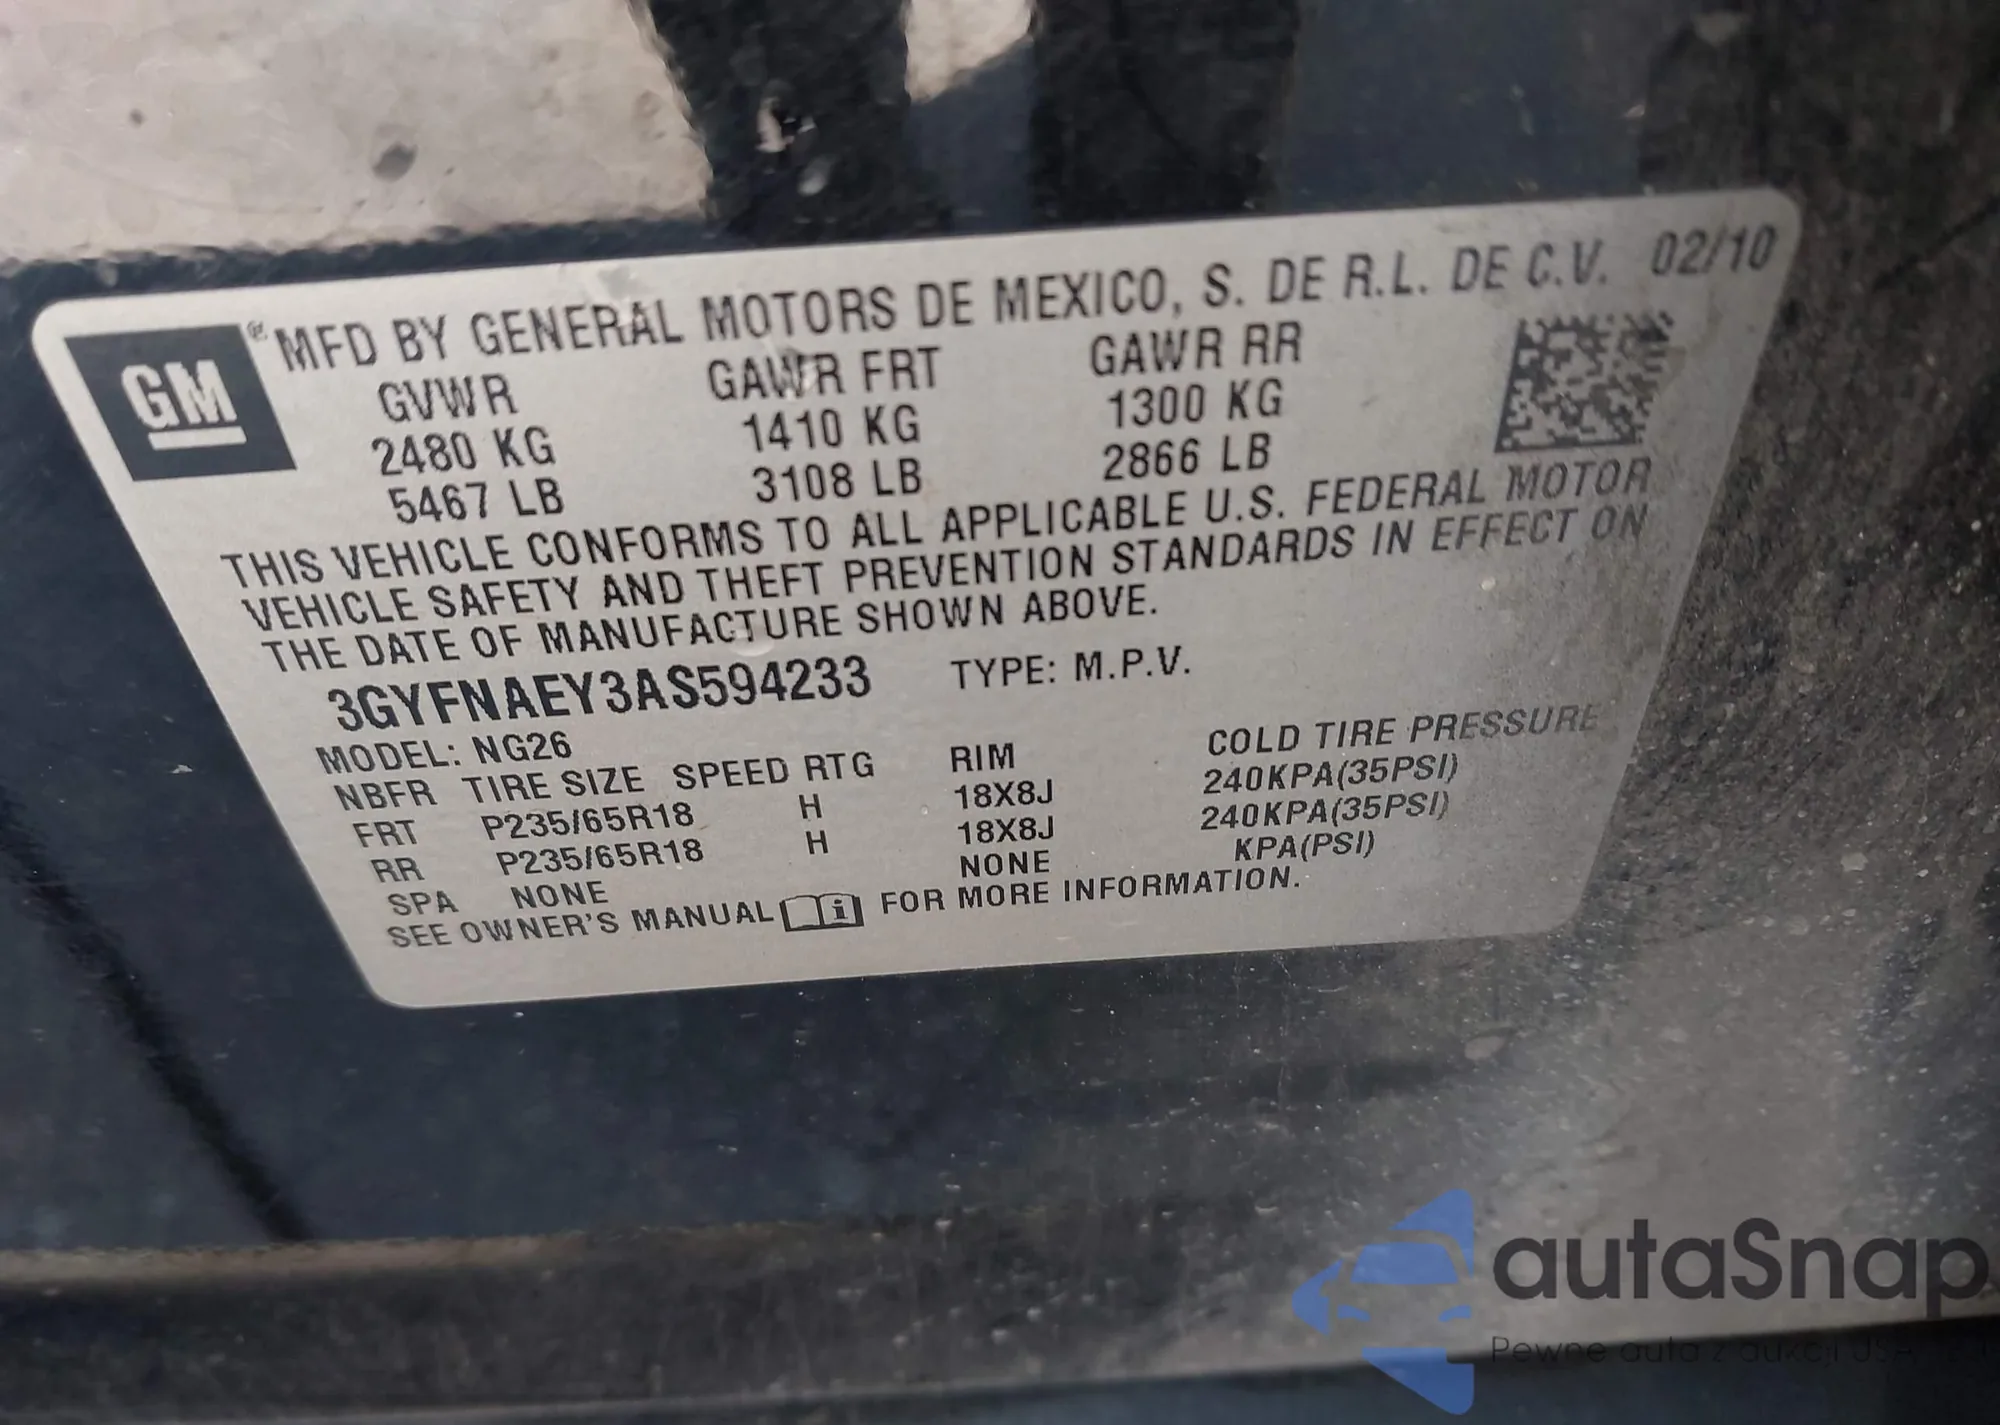 GM ® MFD BY GENERAL MOTORS DE MEXICO, S. DE R.L. DE C.V. 02/10
GVWR GAWR FRT GAWR RR
2480 KG 1410 KG 1300 KG
5467 LB 3108 LB 2866 LB
THIS VEHICLE CONFORMS TO ALL APPLICABLE U.S. FEDERAL MOTOR
VEHICLE SAFETY AND THEFT PREVENTION STANDARDS IN EFFECT ON
THE DATE OF MANUFACTURE SHOWN ABOVE.
3GYFNAEY3AS594233 TYPE: M.P.V.
MODEL: NG26
NBFR TIRE SIZE SPEED RTG RIM COLD TIRE PRESSURE
FRT P235/65R18 H 18X8J 240KPA(35PSI)
RR P235/65R18 H 18X8J 240KPA(35PSI)
SPA NONE NONE KPA(PSI)
SEE OWNER'S MANUAL i FOR MORE INFORMATION.
autaSnap
Pewne auta z aukcji USA